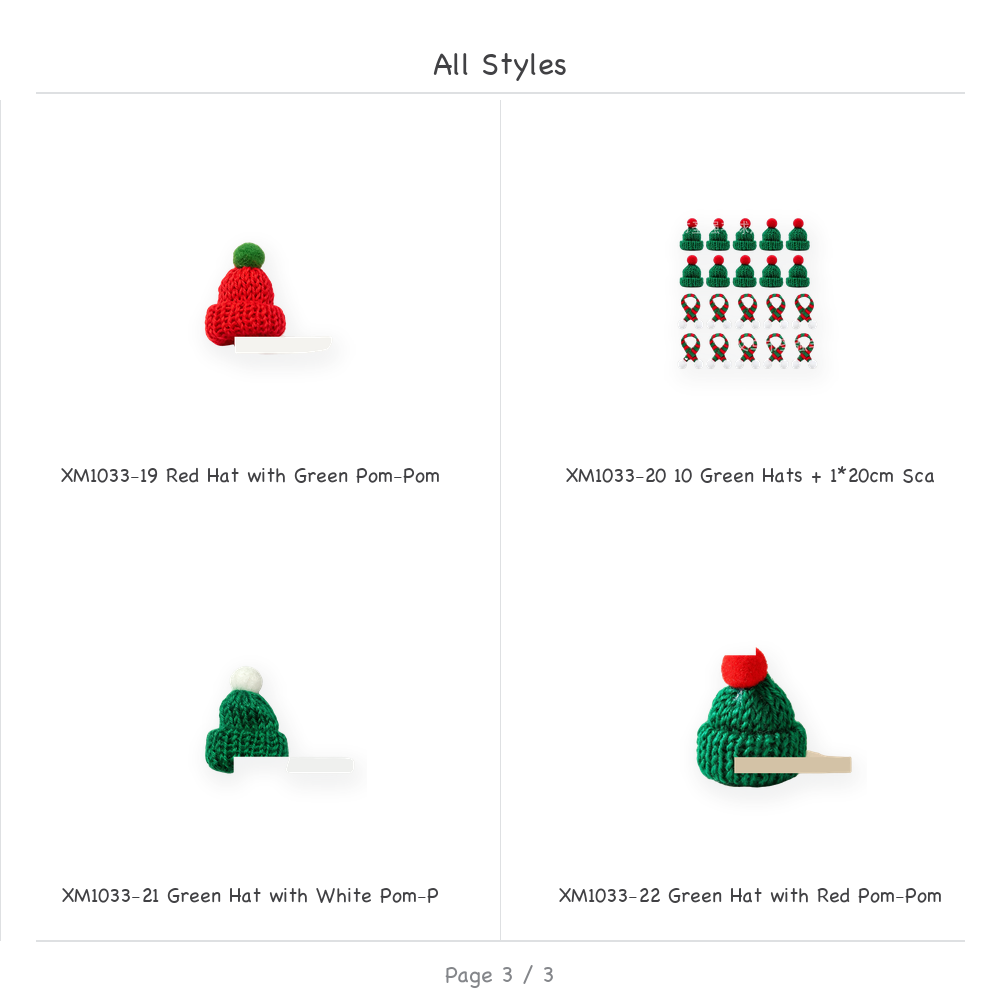 All Styles
XM1033-19 Red Hat with Green Pom-Pom
XM1033-20 10 Green Hats + 1*20cm Sca
XM1033-21 Green Hat with White Pom-P
XM1033-22 Green Hat with Red Pom-Pom
Page 3 / 3